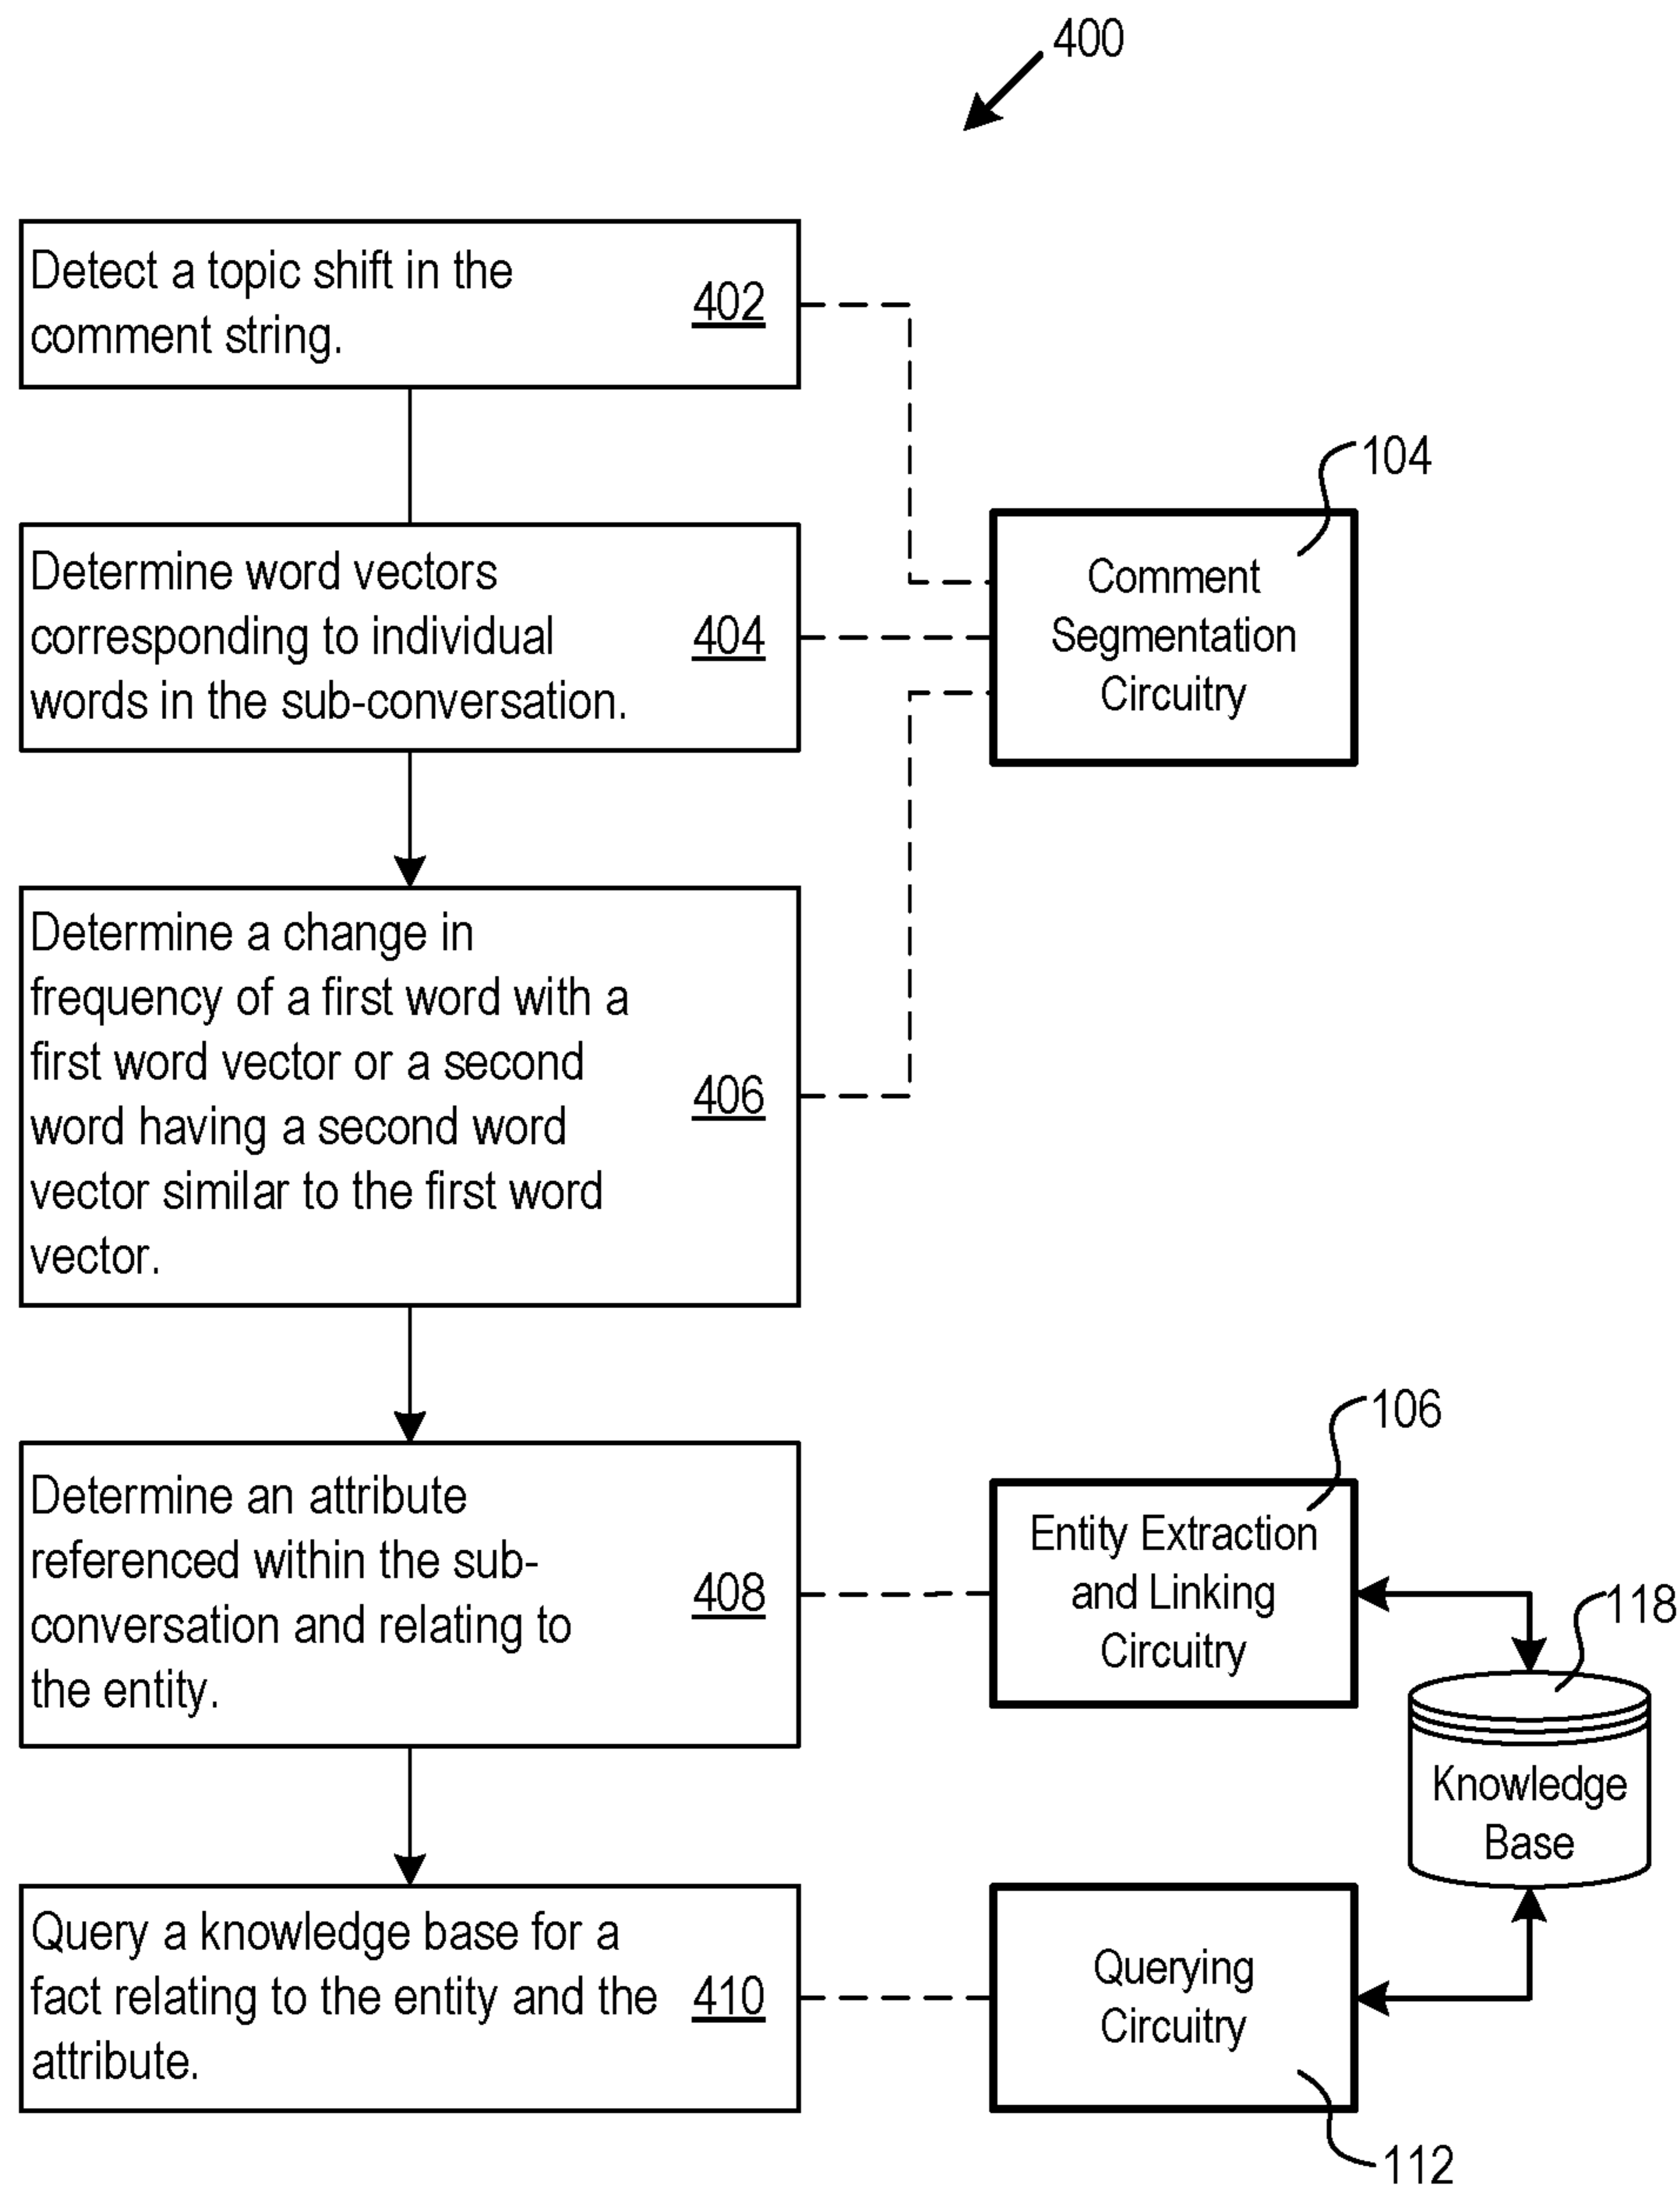 400
Detect a topic shift in the
comment string.
402
Determine word vectors
corresponding to individual
words in the sub-conversation.
404
104
Comment
Segmentation
Circuitry
Determine a change in
frequency of a first word with a
first word vector or a second
word having a second word
vector similar to the first word
vector.
406
Determine an attribute
referenced within the sub-
conversation and relating to
the entity.
408
106
Entity Extraction
and Linking
Circuitry
118
Knowledge
Base
Query a knowledge base for a
fact relating to the entity and the
attribute.
410
Querying
Circuitry
112